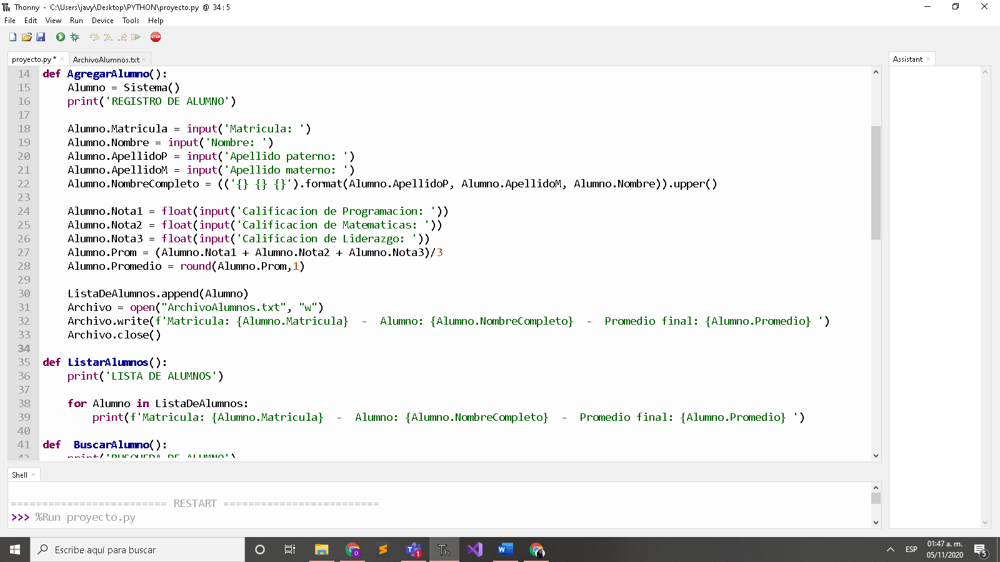 Thonny - C:\Users\javy\Desktop\PYTHON\proyecto.py @ 34 : 5
File Edit View Run Device Tools Help
STOP
proyecto.py * × ArchivoAlumnos.txt ×
Assistant ×
14 def AgregarAlumno():
15     Alumno = Sistema()
16     print('REGISTRO DE ALUMNO')
17
18     Alumno.Matricula = input('Matricula: ')
19     Alumno.Nombre = input('Nombre: ')
20     Alumno.ApellidoP = input('Apellido paterno: ')
21     Alumno.ApellidoM = input('Apellido materno: ')
22     Alumno.NombreCompleto = (('{} {} {}').format(Alumno.ApellidoP, Alumno.ApellidoM, Alumno.Nombre)).upper()
23
24     Alumno.Nota1 = float(input('Calificacion de Programacion: '))
25     Alumno.Nota2 = float(input('Calificacion de Matematicas: '))
26     Alumno.Nota3 = float(input('Calificacion de Liderazgo: '))
27     Alumno.Prom = (Alumno.Nota1 + Alumno.Nota2 + Alumno.Nota3)/3
28     Alumno.Promedio = round(Alumno.Prom,1)
29
30     ListaDeAlumnos.append(Alumno)
31     Archivo = open("ArchivoAlumnos.txt", "w")
32     Archivo.write(f'Matricula: {Alumno.Matricula}  -  Alumno: {Alumno.NombreCompleto}  -  Promedio final: {Alumno.Promedio} ')
33     Archivo.close()
34
35 def ListarAlumnos():
36     print('LISTA DE ALUMNOS')
37
38     for Alumno in ListaDeAlumnos:
39         print(f'Matricula: {Alumno.Matricula}  -  Alumno: {Alumno.NombreCompleto}  -  Promedio final: {Alumno.Promedio} ')
40
41 def  BuscarAlumno():
42     print('BUSQUEDA DE ALUMNO')
Shell ×
========================= RESTART =========================
>>> %Run proyecto.py
Escribe aquí para buscar
ESP
01:47 a. m.
05/11/2020